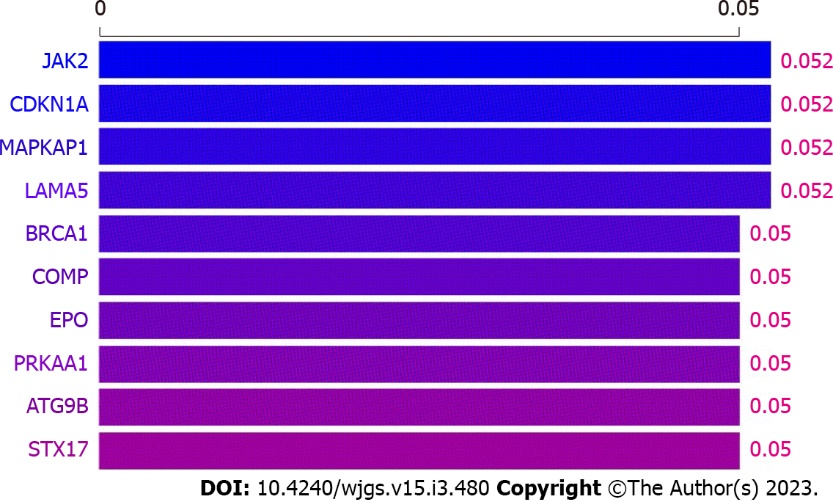 0 0.05
JAK2 0.052
CDKN1A 0.052
MAPKAP1 0.052
LAMA5 0.052
BRCA1 0.05
COMP 0.05
EPO 0.05
PRKAA1 0.05
ATG9B 0.05
STX17 0.05
DOI: 10.4240/wjgs.v15.i3.480 Copyright ©The Author(s) 2023.